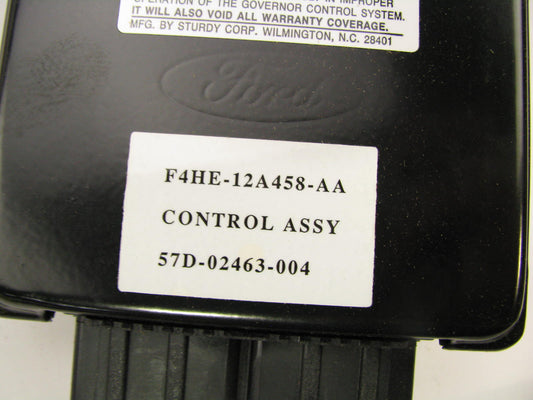 OPERATION OF THE GOVERNOR CONTROL SYSTEM.
IT WILL ALSO VOID ALL WARRANTY COVERAGE.
MFG. BY STURDY CORP. WILMINGTON, N.C. 28401
Ford
F4HE-12A458-AA
CONTROL ASSY
57D-02463-004